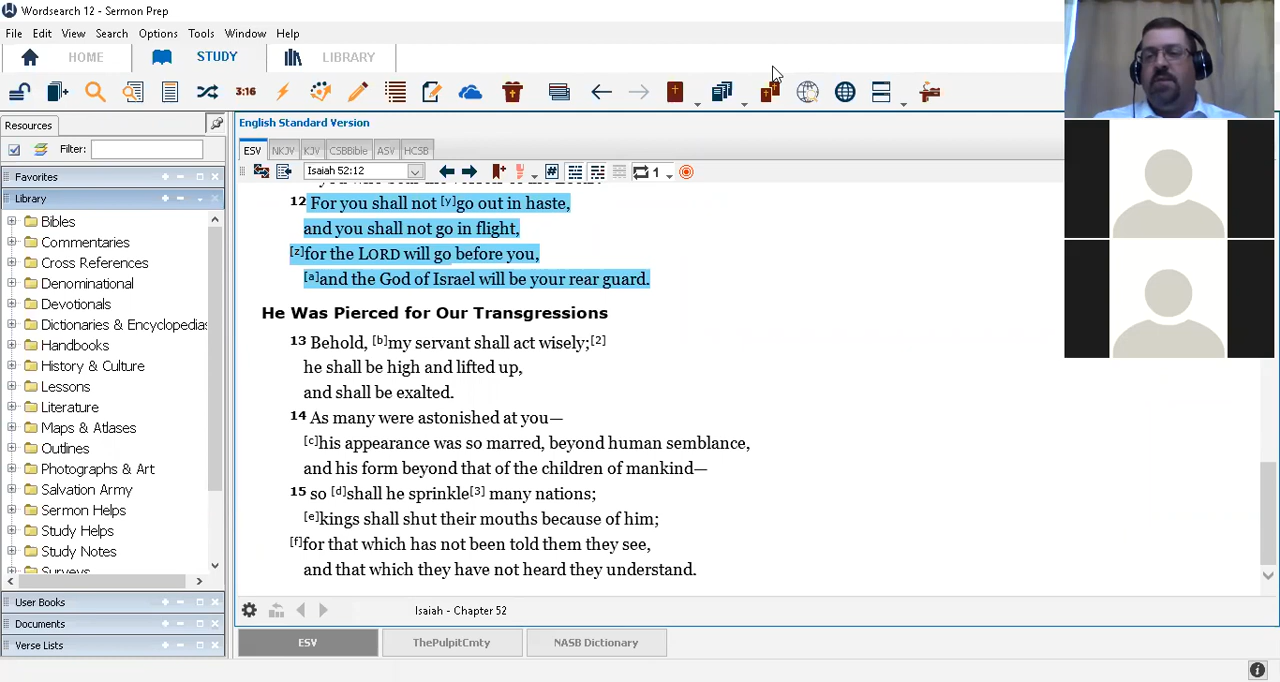 Wordsearch 12 - Sermon Prep
File Edit View Search Options Tools Window Help
HOME STUDY LIBRARY
3:16
Resources
English Standard Version
Filter:
ESV NKJV KJV CSBBible ASV HCSB
Isaiah 52:12
1
Favorites
Library
Bibles
Commentaries
Cross References
Denominational
Devotionals
Dictionaries & Encyclopedias
Handbooks
History & Culture
Lessons
Literature
Maps & Atlases
Outlines
Photographs & Art
Salvation Army
Sermon Helps
Study Helps
Study Notes
Surveys
User Books
Documents
Verse Lists
12 For you shall not [y]go out in haste,
and you shall not go in flight,
[z]for the LORD will go before you,
[a]and the God of Israel will be your rear guard.
He Was Pierced for Our Transgressions
13 Behold, [b]my servant shall act wisely;[2]
he shall be high and lifted up,
and shall be exalted.
14 As many were astonished at you—
[c]his appearance was so marred, beyond human semblance,
and his form beyond that of the children of mankind—
15 so [d]shall he sprinkle[3] many nations;
[e]kings shall shut their mouths because of him;
[f]for that which has not been told them they see,
and that which they have not heard they understand.
Isaiah - Chapter 52
ESV ThePulpitCmty NASB Dictionary